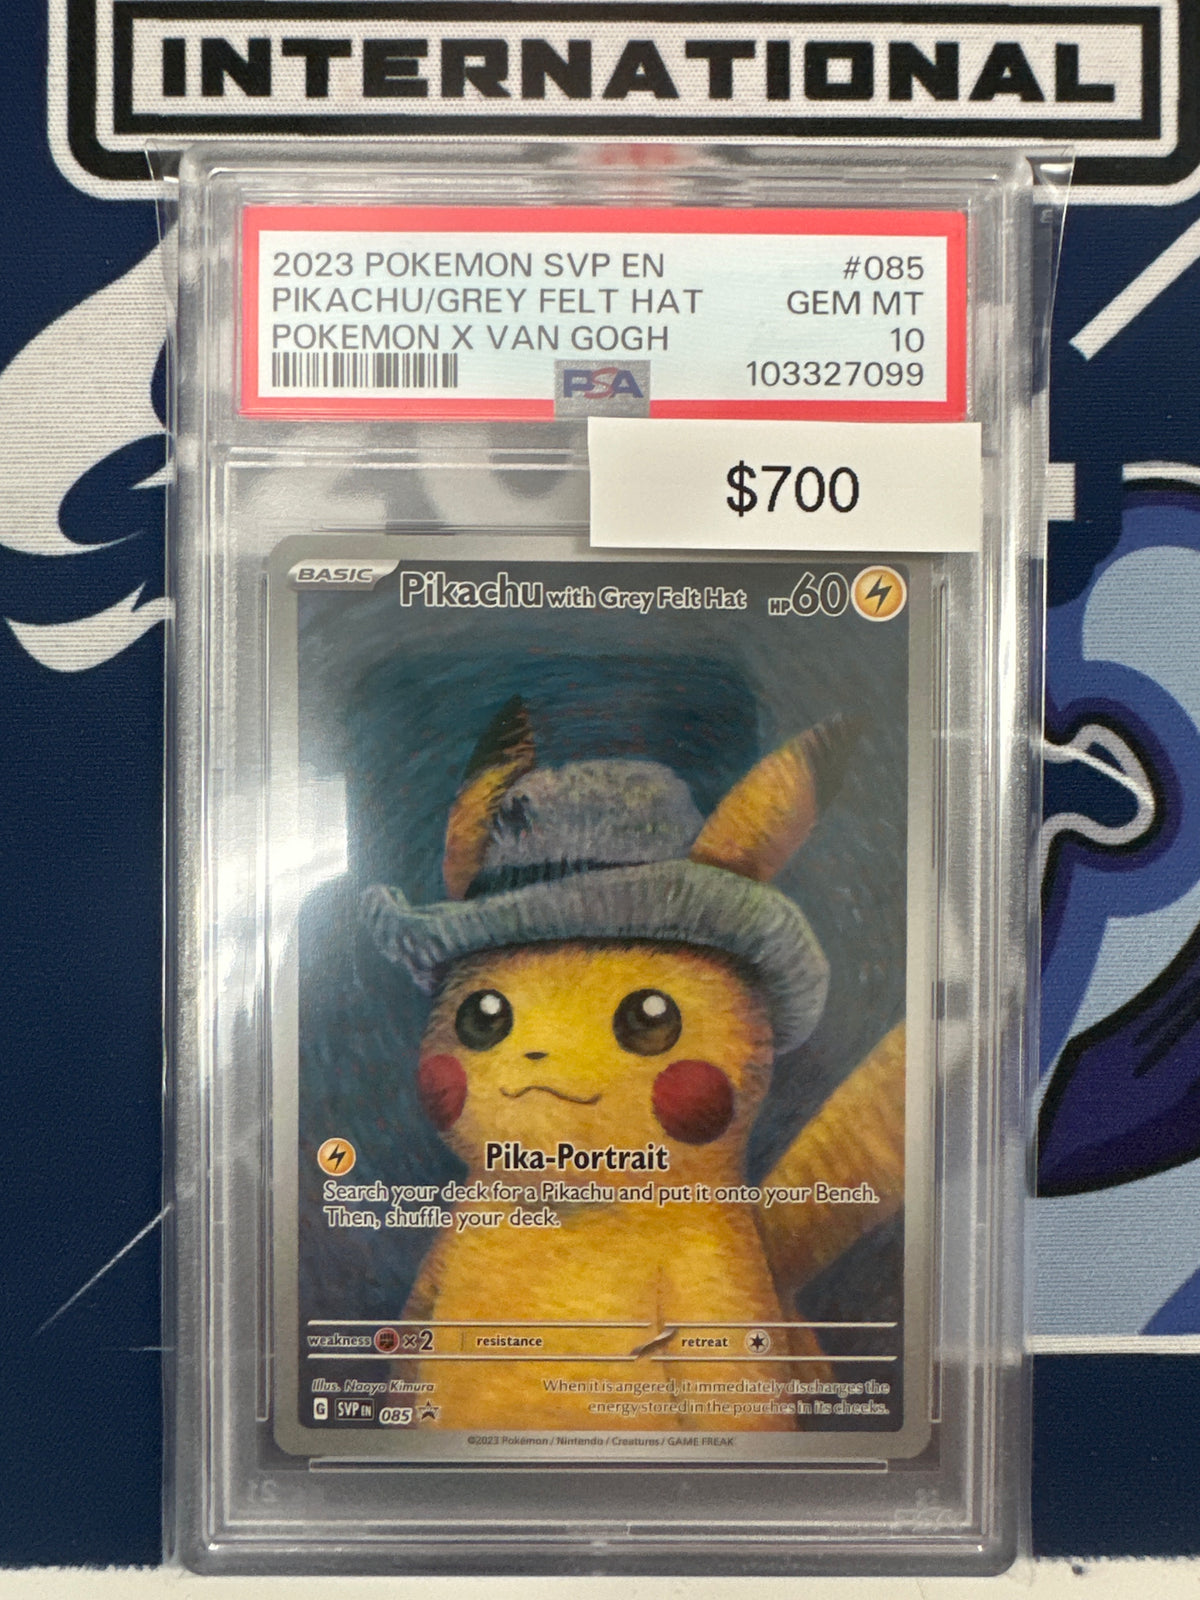 INTERNATIONAL
2023 POKEMON SVP EN #085
PIKACHU/GREY FELT HAT GEM MT
POKEMON X VAN GOGH 10
PSA 103327099
$700
BASIC Pikachu with Grey Felt Hat HP60
Pika-Portrait
Search your deck for a Pikachu and put it onto your Bench.
Then, shuffle your deck.
weakness ×2 resistance retreat
Illus. Naoyo Kimura When it is angered, it immediately discharges the
G SVP EN 085 energy stored in the pouches in its cheeks.
©2023 Pokémon / Nintendo / Creatures / GAME FREAK